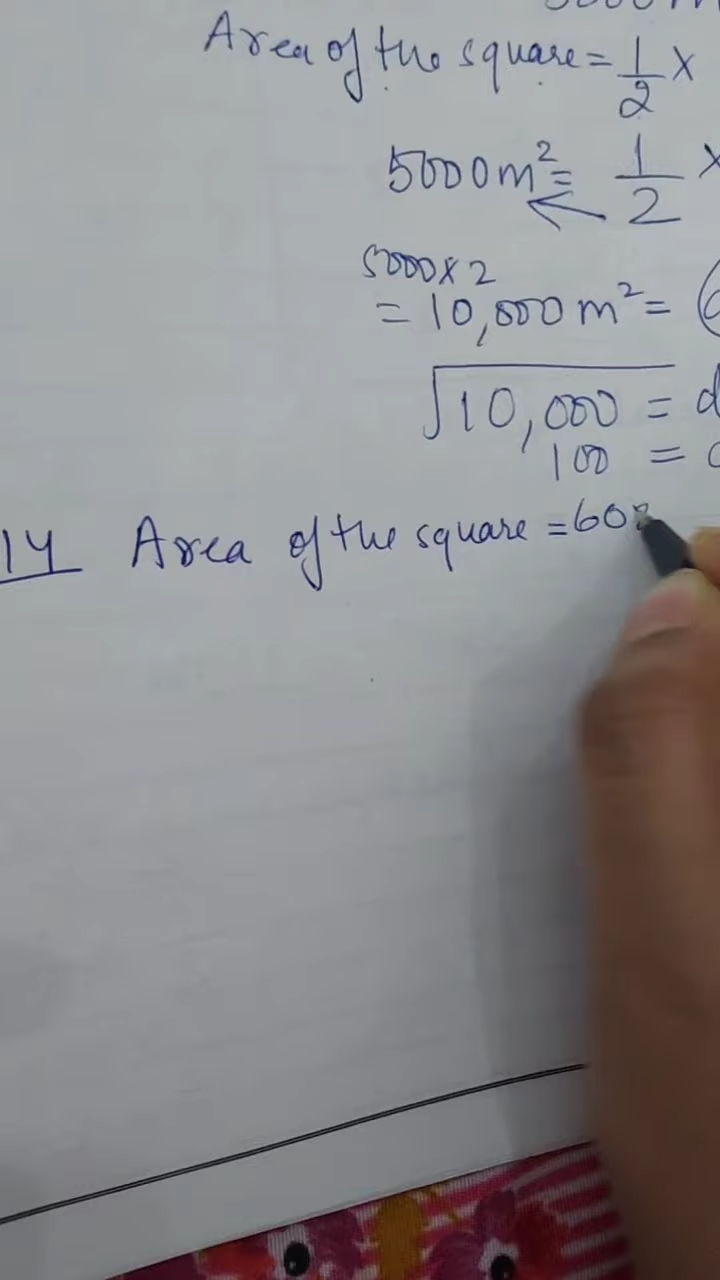 Area of the square = 1/2 ×
5000 m² = 1/2 ×
5000 × 2
= 10,000 m² =
√10,000 = d
100 =
14 Area of the square = 60